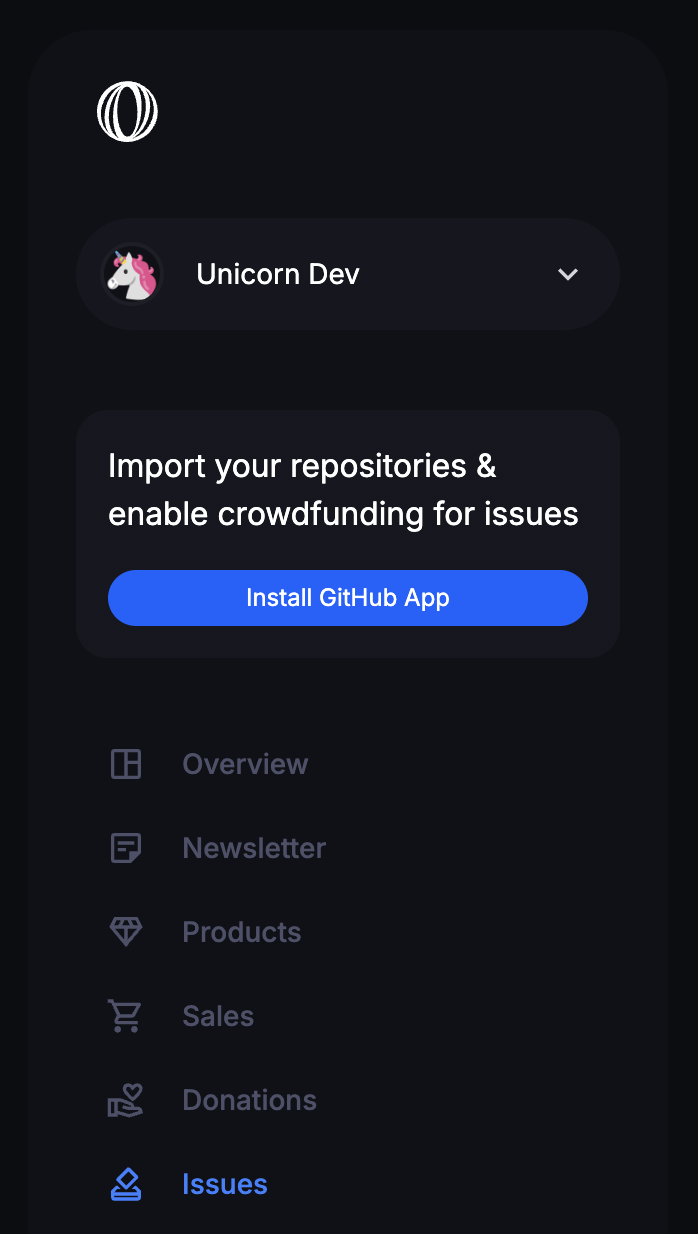 Unicorn Dev
Import your repositories &
enable crowdfunding for issues
Install GitHub App
Overview
Newsletter
Products
Sales
Donations
Issues